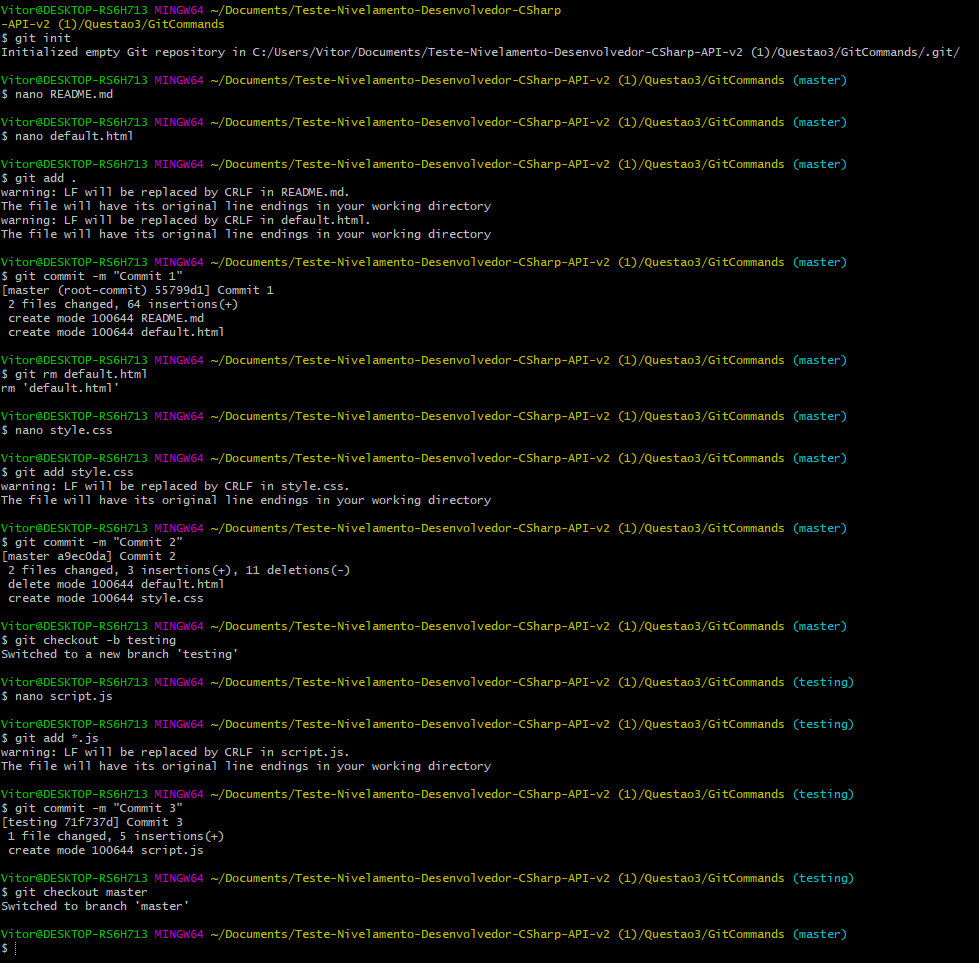 Vitor@DESKTOP-RS6H713 MINGW64 ~/Documents/Teste-Nivelamento-Desenvolvedor-CSharp
-API-v2 (1)/Questao3/GitCommands
$ git init
Initialized empty Git repository in C:/Users/Vitor/Documents/Teste-Nivelamento-Desenvolvedor-CSharp-API-v2 (1)/Questao3/GitCommands/.git/
Vitor@DESKTOP-RS6H713 MINGW64 ~/Documents/Teste-Nivelamento-Desenvolvedor-CSharp-API-v2 (1)/Questao3/GitCommands (master)
$ nano README.md
Vitor@DESKTOP-RS6H713 MINGW64 ~/Documents/Teste-Nivelamento-Desenvolvedor-CSharp-API-v2 (1)/Questao3/GitCommands (master)
$ nano default.html
Vitor@DESKTOP-RS6H713 MINGW64 ~/Documents/Teste-Nivelamento-Desenvolvedor-CSharp-API-v2 (1)/Questao3/GitCommands (master)
$ git add .
warning: LF will be replaced by CRLF in README.md.
The file will have its original line endings in your working directory
warning: LF will be replaced by CRLF in default.html.
The file will have its original line endings in your working directory
Vitor@DESKTOP-RS6H713 MINGW64 ~/Documents/Teste-Nivelamento-Desenvolvedor-CSharp-API-v2 (1)/Questao3/GitCommands (master)
$ git commit -m "Commit 1"
[master (root-commit) 55799d1] Commit 1
 2 files changed, 64 insertions(+)
 create mode 100644 README.md
 create mode 100644 default.html
Vitor@DESKTOP-RS6H713 MINGW64 ~/Documents/Teste-Nivelamento-Desenvolvedor-CSharp-API-v2 (1)/Questao3/GitCommands (master)
$ git rm default.html
rm 'default.html'
Vitor@DESKTOP-RS6H713 MINGW64 ~/Documents/Teste-Nivelamento-Desenvolvedor-CSharp-API-v2 (1)/Questao3/GitCommands (master)
$ nano style.css
Vitor@DESKTOP-RS6H713 MINGW64 ~/Documents/Teste-Nivelamento-Desenvolvedor-CSharp-API-v2 (1)/Questao3/GitCommands (master)
$ git add style.css
warning: LF will be replaced by CRLF in style.css.
The file will have its original line endings in your working directory
Vitor@DESKTOP-RS6H713 MINGW64 ~/Documents/Teste-Nivelamento-Desenvolvedor-CSharp-API-v2 (1)/Questao3/GitCommands (master)
$ git commit -m "Commit 2"
[master a9ec0da] Commit 2
 2 files changed, 3 insertions(+), 11 deletions(-)
 delete mode 100644 default.html
 create mode 100644 style.css
Vitor@DESKTOP-RS6H713 MINGW64 ~/Documents/Teste-Nivelamento-Desenvolvedor-CSharp-API-v2 (1)/Questao3/GitCommands (master)
$ git checkout -b testing
Switched to a new branch 'testing'
Vitor@DESKTOP-RS6H713 MINGW64 ~/Documents/Teste-Nivelamento-Desenvolvedor-CSharp-API-v2 (1)/Questao3/GitCommands (testing)
$ nano script.js
Vitor@DESKTOP-RS6H713 MINGW64 ~/Documents/Teste-Nivelamento-Desenvolvedor-CSharp-API-v2 (1)/Questao3/GitCommands (testing)
$ git add *.js
warning: LF will be replaced by CRLF in script.js.
The file will have its original line endings in your working directory
Vitor@DESKTOP-RS6H713 MINGW64 ~/Documents/Teste-Nivelamento-Desenvolvedor-CSharp-API-v2 (1)/Questao3/GitCommands (testing)
$ git commit -m "Commit 3"
[testing 71f737d] Commit 3
 1 file changed, 5 insertions(+)
 create mode 100644 script.js
Vitor@DESKTOP-RS6H713 MINGW64 ~/Documents/Teste-Nivelamento-Desenvolvedor-CSharp-API-v2 (1)/Questao3/GitCommands (testing)
$ git checkout master
Switched to branch 'master'
Vitor@DESKTOP-RS6H713 MINGW64 ~/Documents/Teste-Nivelamento-Desenvolvedor-CSharp-API-v2 (1)/Questao3/GitCommands (master)
$